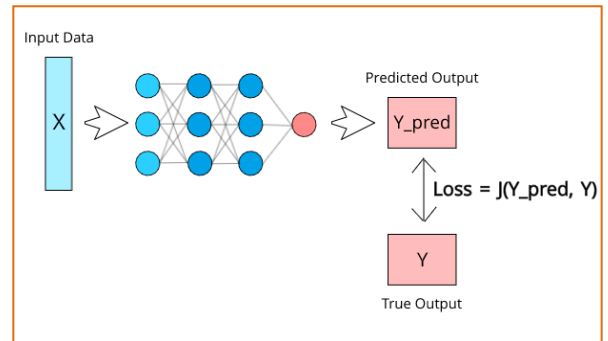 Input Data
X
Predicted Output
Y_pred
Loss = J(Y_pred, Y)
Y
True Output